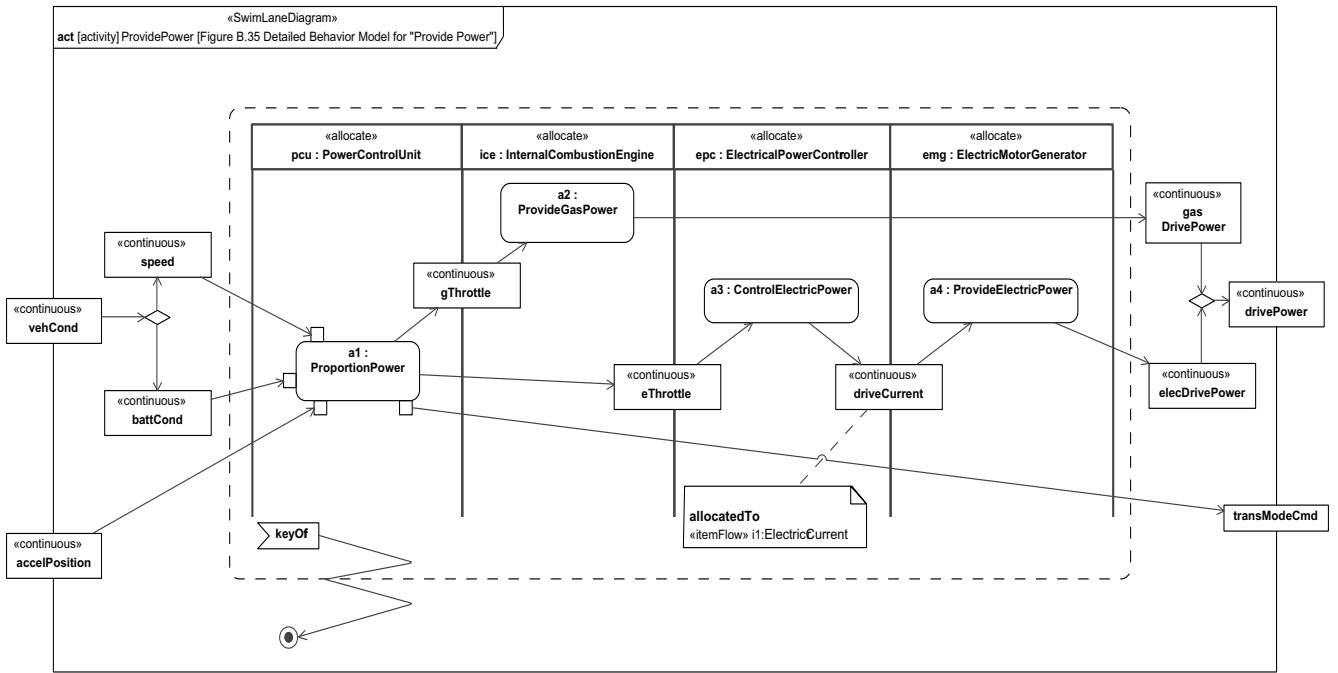 «SwimLaneDiagram»
act [activity] ProvidePower [Figure B.35 Detailed Behavior Model for "Provide Power"]
«allocate»
pcu : PowerControlUnit
«allocate»
ice : InternalCombustionEngine
«allocate»
epc : ElectricalPowerController
«allocate»
emg : ElectricMotorGenerator
a2 :
ProvideGasPower
«continuous»
gas
DrivePower
«continuous»
speed
«continuous»
gThrottle
a3 : ControlElectricPower
a4 : ProvideElectricPower
«continuous»
vehCond
«continuous»
drivePower
a1 :
ProportionPower
«continuous»
eThrottle
«continuous»
driveCurrent
«continuous»
elecDrivePower
«continuous»
battCond
allocatedTo
«itemFlow» i1:ElectricCurrent
transModeCmd
keyOf
«continuous»
accelPosition